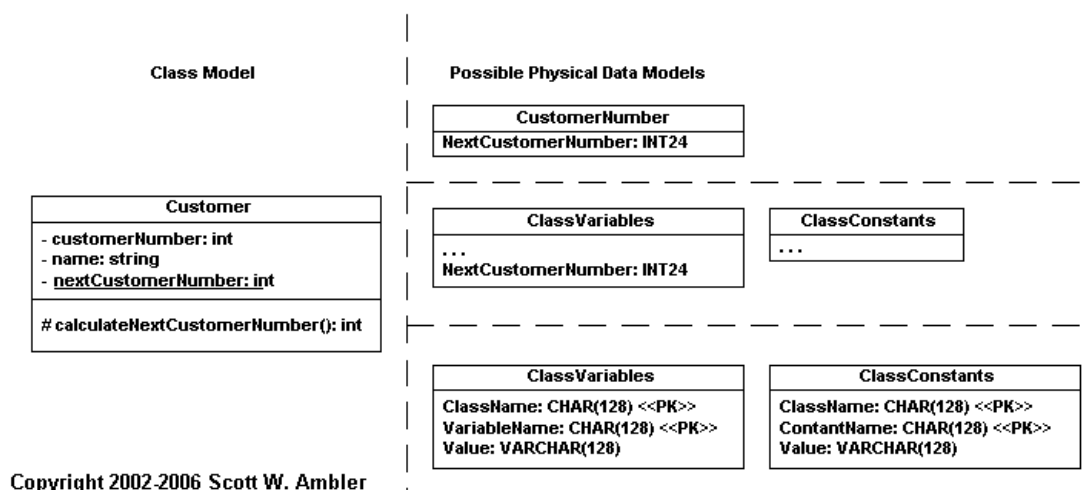 Class Model
Possible Physical Data Models
CustomerNumber
NextCustomerNumber: INT24
Customer
- customerNumber: int
- name: string
- nextCustomerNumber: int
# calculateNextCustomerNumber(): int
ClassVariables
. . .
NextCustomerNumber: INT24
ClassConstants
. . .
ClassVariables
ClassName: CHAR(128) <<PK>>
VariableName: CHAR(128) <<PK>>
Value: VARCHAR(128)
ClassConstants
ClassName: CHAR(128) <<PK>>
ContantName: CHAR(128) <<PK>>
Value: VARCHAR(128)
Copyright 2002-2006 Scott W. Ambler